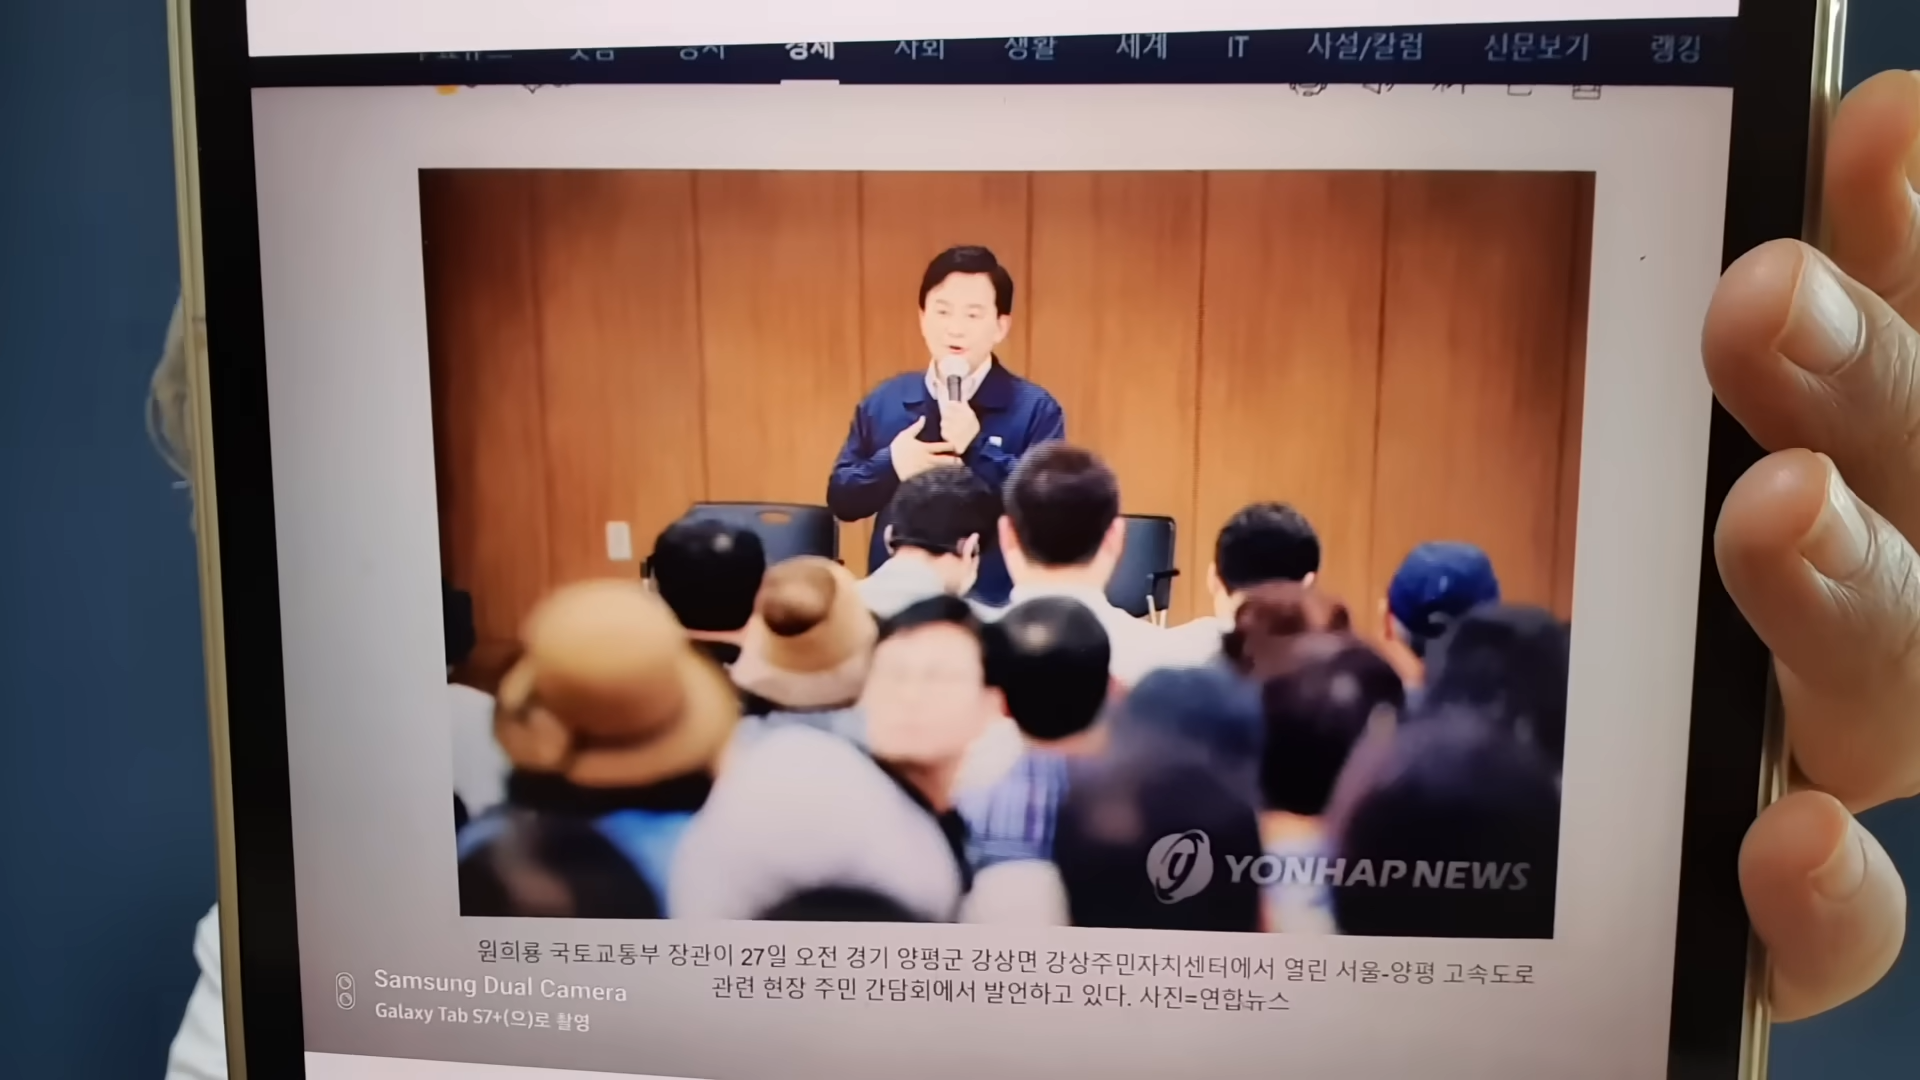 경제 사회 생활 세계 IT 사설/칼럼 신문보기 랭킹
YONHAP NEWS
원희룡 국토교통부 장관이 27일 오전 경기 양평군 강상면 강상주민자치센터에서 열린 서울-양평 고속도로
관련 현장 주민 간담회에서 발언하고 있다. 사진=연합뉴스
Samsung Dual Camera
Galaxy Tab S7+(으)로 촬영